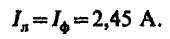 Iл = Iф = 2,45 А.